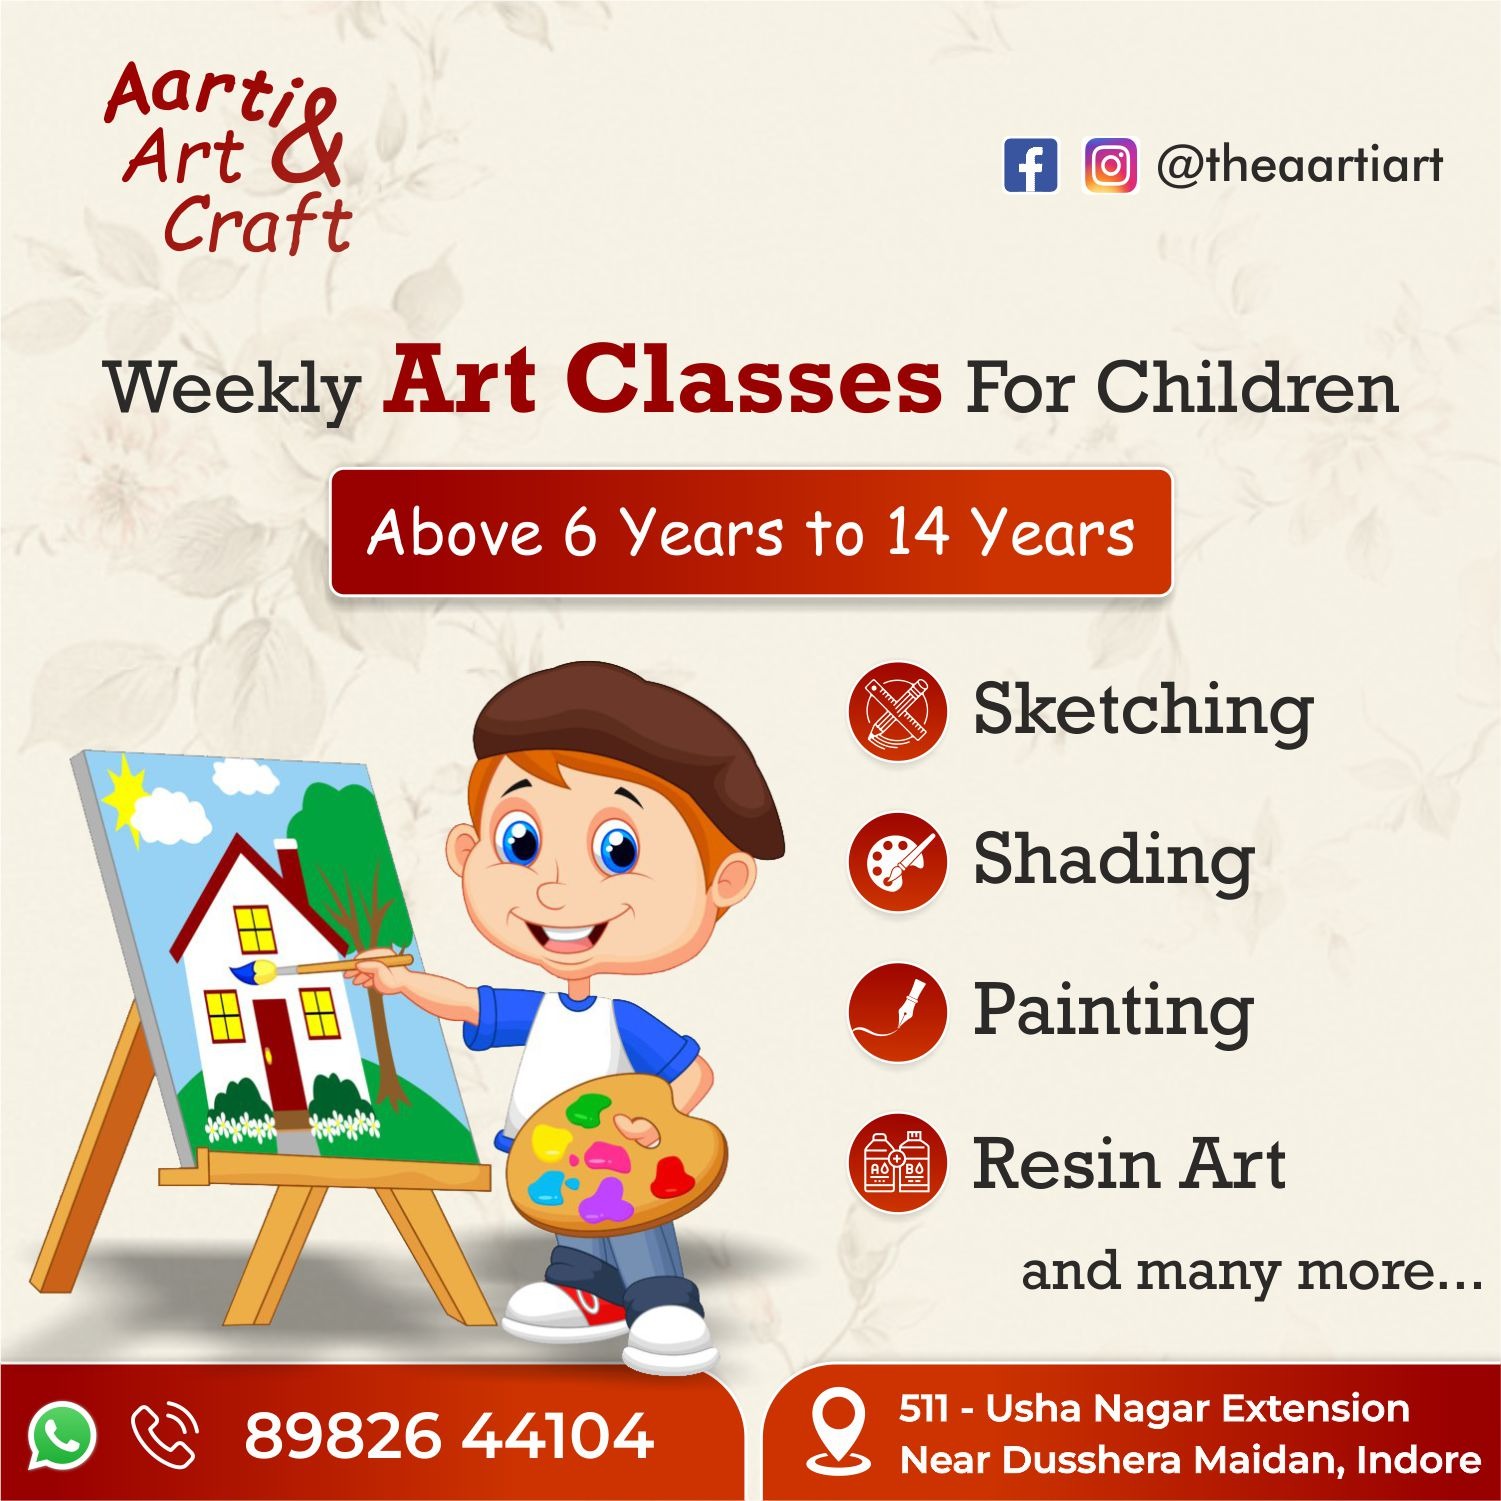 Aarti &
Art
Craft
@theaartiart
Weekly Art Classes For Children
Above 6 Years to 14 Years
Sketching
Shading
Painting
Resin Art
A B
and many more...
89826 44104
511 - Usha Nagar Extension
Near Dusshera Maidan, Indore